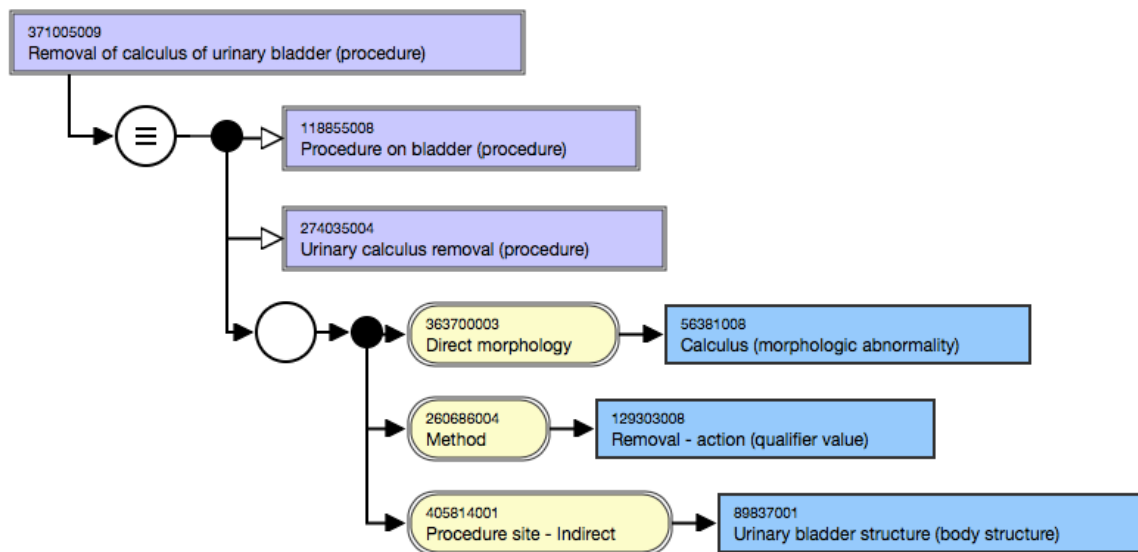 371005009
Removal of calculus of urinary bladder (procedure)
118855008
Procedure on bladder (procedure)
274035004
Urinary calculus removal (procedure)
363700003
Direct morphology
56381008
Calculus (morphologic abnormality)
260686004
Method
129303008
Removal - action (qualifier value)
405814001
Procedure site - Indirect
89837001
Urinary bladder structure (body structure)